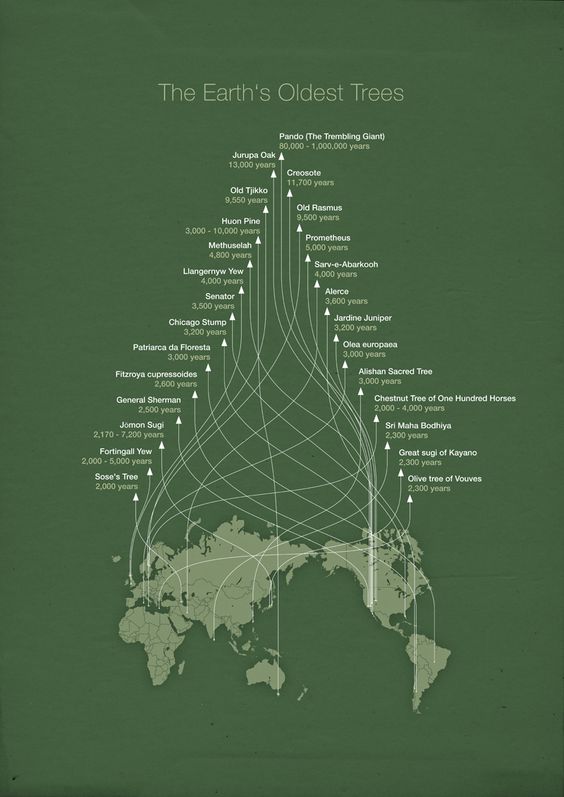 The Earth's Oldest Trees
Pando (The Trembling Giant)
80,000 - 1,000,000 years
Jurupa Oak
13,000 years
Creosote
11,700 years
Old Tjikko
9,550 years
Old Rasmus
9,500 years
Huon Pine
3,000 - 10,000 years
Prometheus
5,000 years
Methuselah
4,800 years
Sarv-e-Abarkooh
4,000 years
Llangernyw Yew
4,000 years
Alerce
3,600 years
Senator
3,500 years
Jardine Juniper
3,200 years
Chicago Stump
3,200 years
Olea europaea
3,000 years
Patriarca da Floresta
3,000 years
Alishan Sacred Tree
3,000 years
Fitzroya cupressoides
2,600 years
Chestnut Tree of One Hundred Horses
2,000 - 4,000 years
General Sherman
2,500 years
Sri Maha Bodhiya
2,300 years
Jōmon Sugi
2,170 - 7,200 years
Great sugi of Kayano
2,300 years
Fortingall Yew
2,000 - 5,000 years
Olive tree of Vouves
2,300 years
Sose's Tree
2,000 years